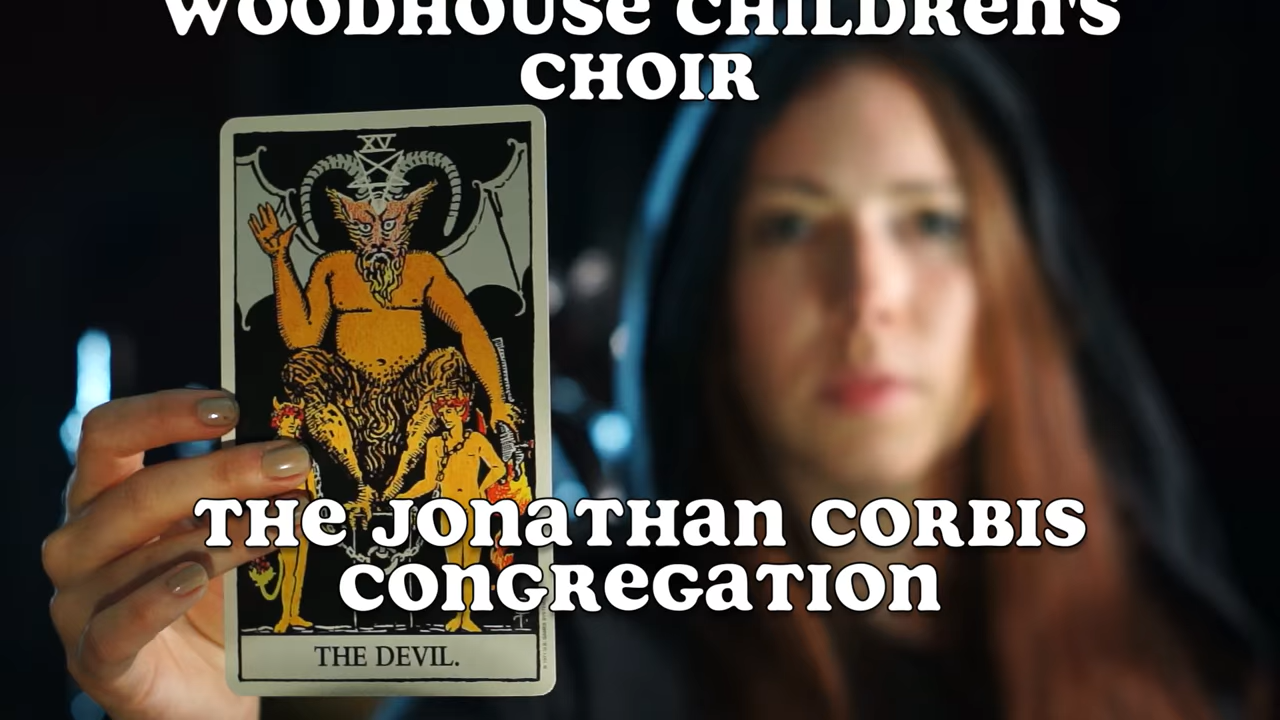 WOODHOUSE CHILDREN'S
CHOIR
XV
THE JONATHAN CORBIS
CONGREGATION
THE DEVIL.